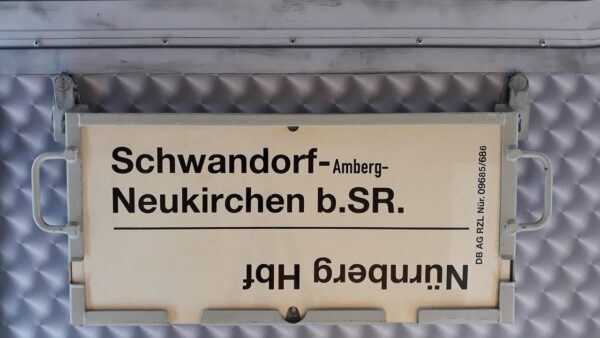 Schwandorf-Amberg-
Neukirchen b.SR.
Nürnberg Hbf
DB AG RZL Nür. 09685/686